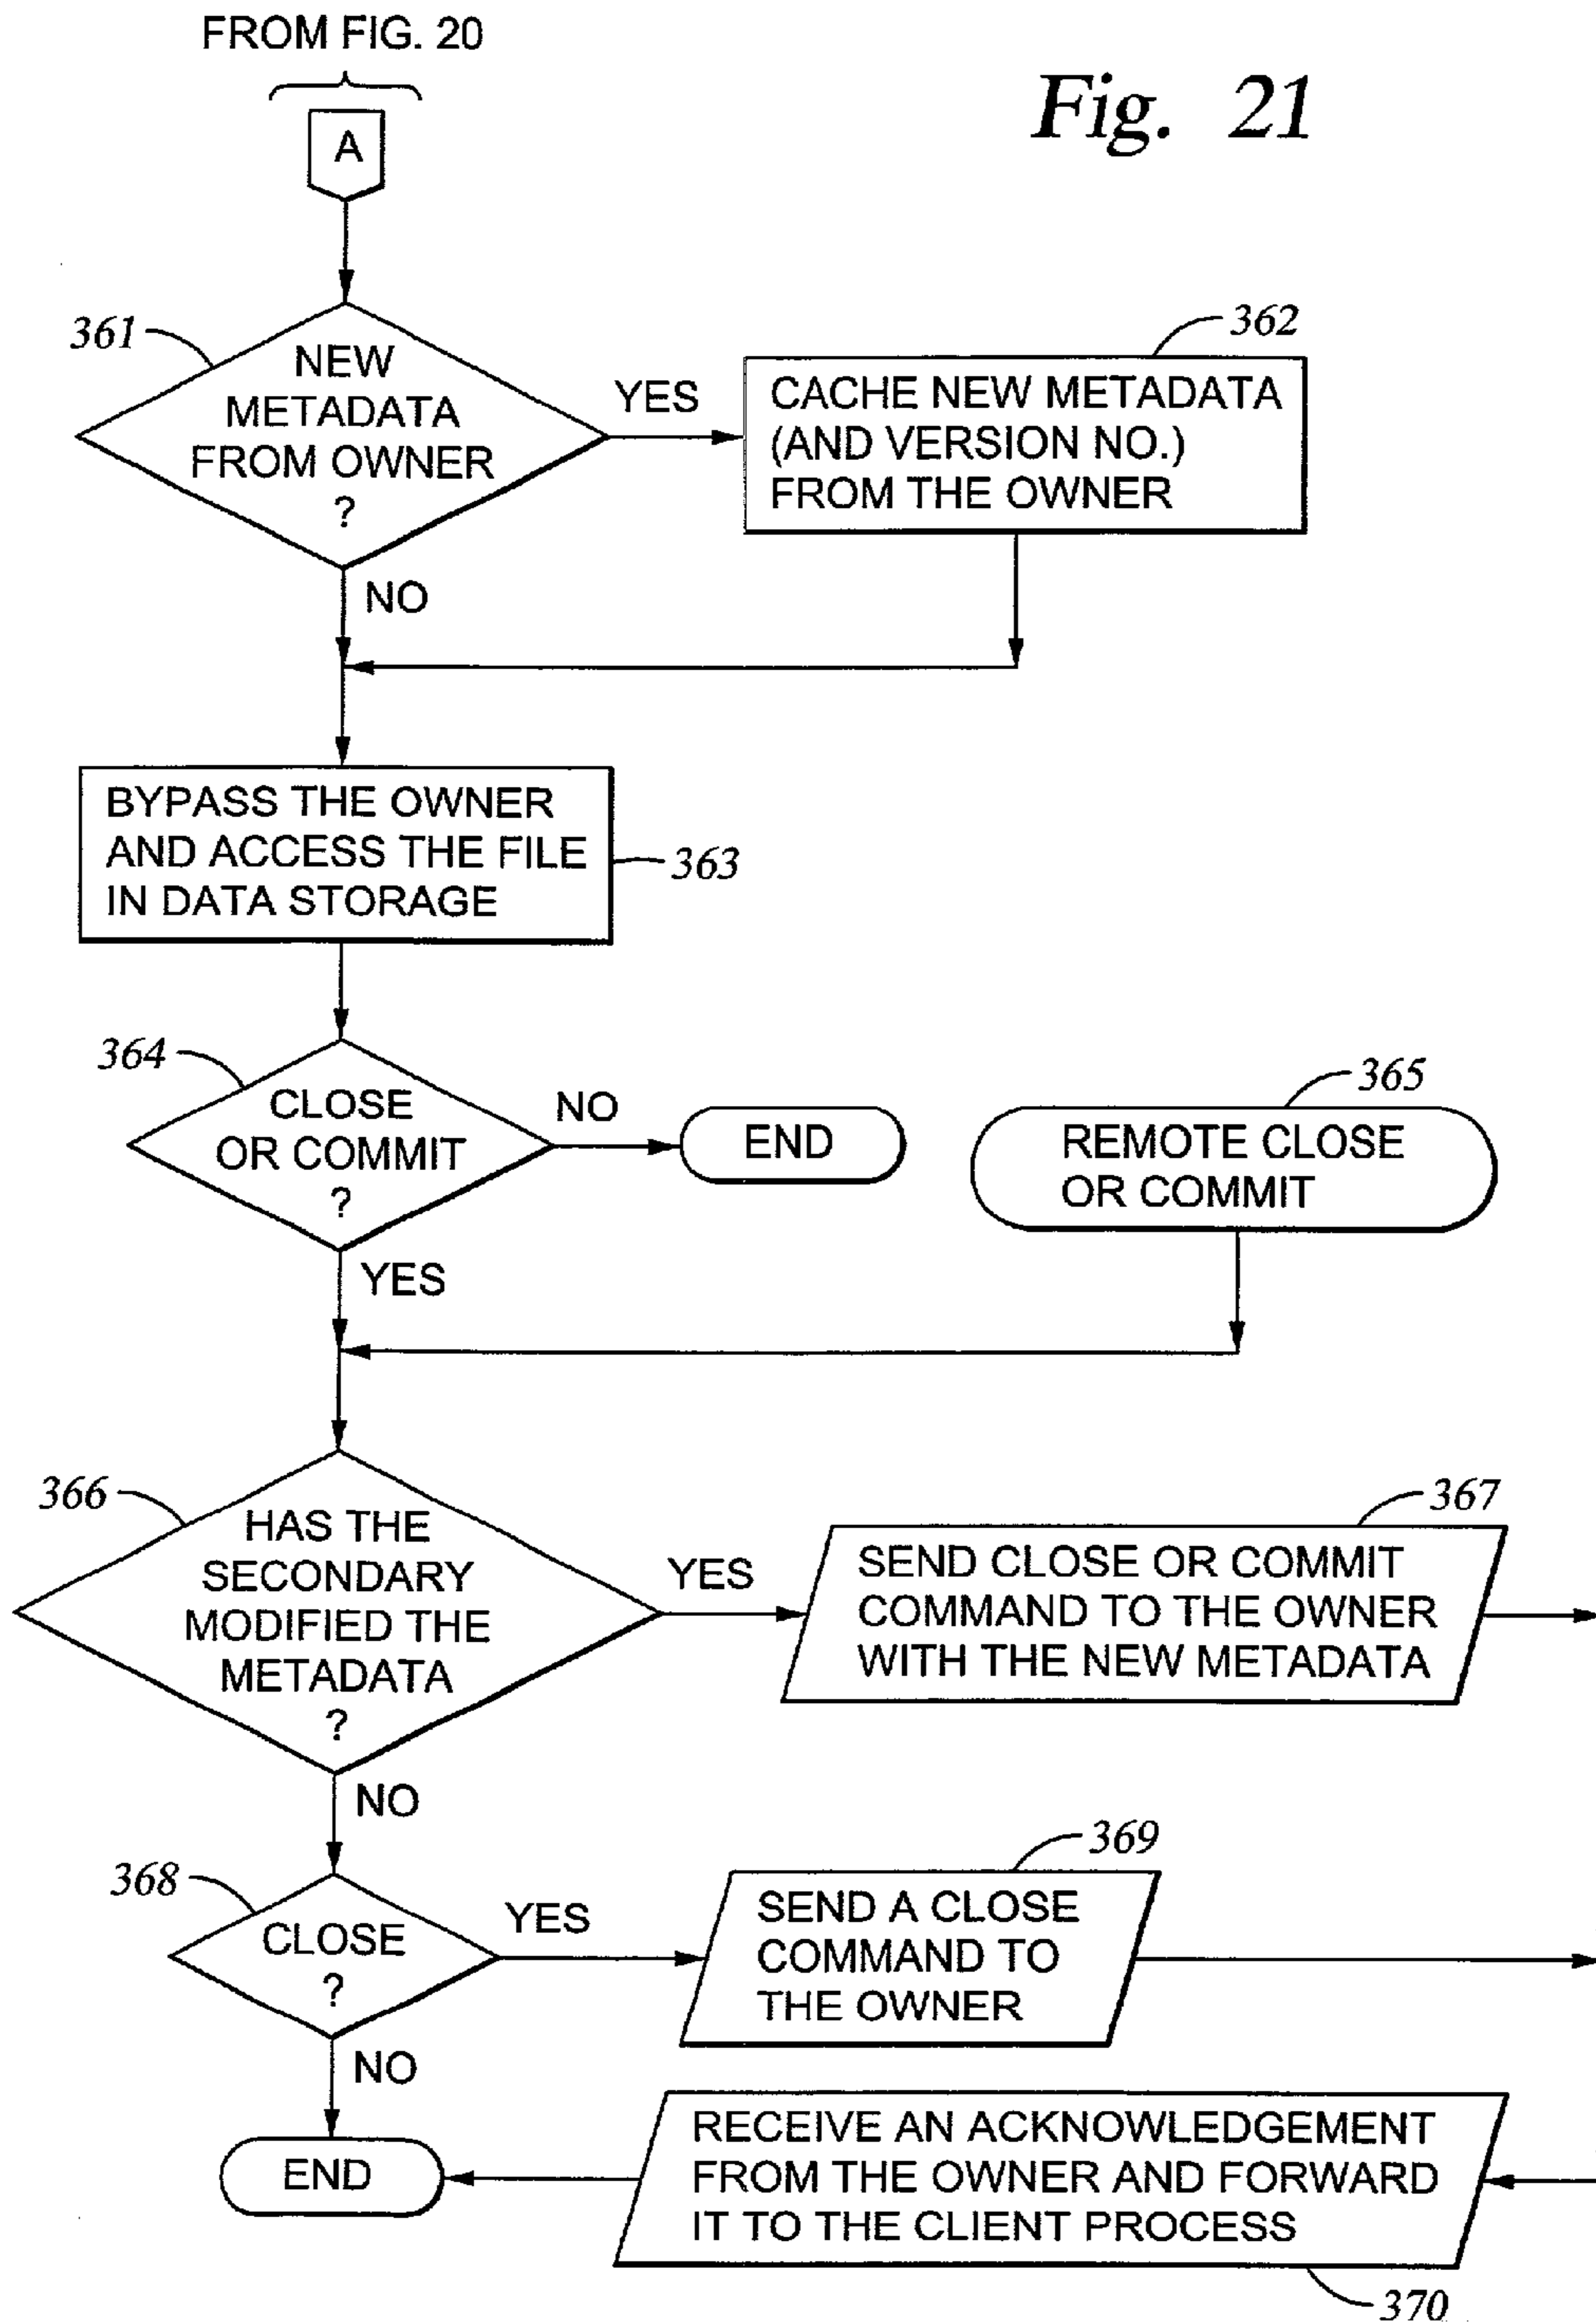 FROM FIG. 20
Fig. 21
A
361
NEW
METADATA
FROM OWNER
?
YES
362
CACHE NEW METADATA
(AND VERSION NO.)
FROM THE OWNER
NO
BYPASS THE OWNER
AND ACCESS THE FILE
IN DATA STORAGE
363
364
CLOSE
OR COMMIT
?
NO
END
365
REMOTE CLOSE
OR COMMIT
YES
366
HAS THE
SECONDARY
MODIFIED THE
METADATA
?
YES
367
SEND CLOSE OR COMMIT
COMMAND TO THE OWNER
WITH THE NEW METADATA
NO
368
CLOSE
?
YES
369
SEND A CLOSE
COMMAND TO
THE OWNER
NO
END
RECEIVE AN ACKNOWLEDGEMENT
FROM THE OWNER AND FORWARD
IT TO THE CLIENT PROCESS
370